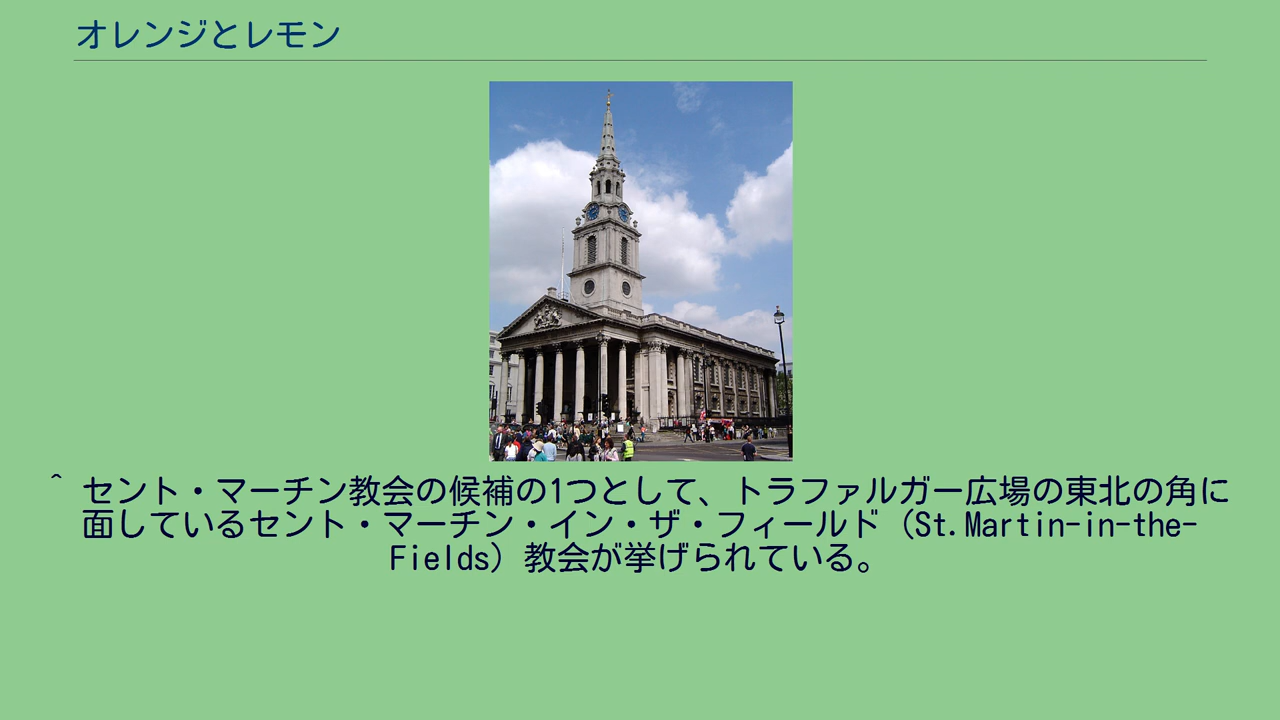 オレンジとレモン
^ セント・マーチン教会の候補の1つとして、トラファルガー広場の東北の角に
面しているセント・マーチン・イン・ザ・フィールド（St.Martin-in-the-
Fields）教会が挙げられている。